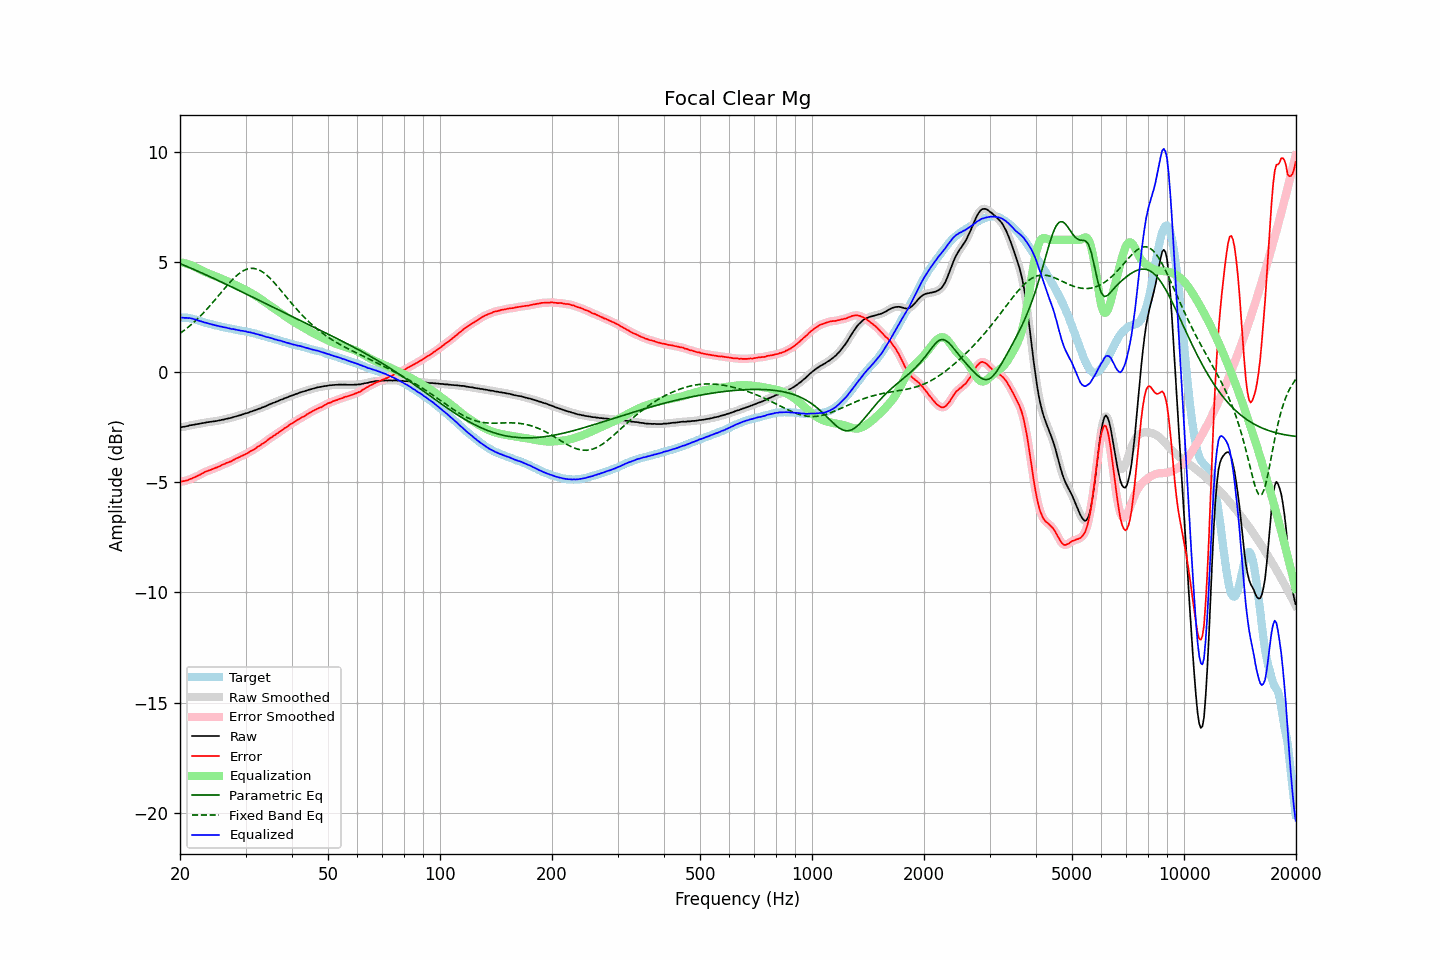 Focal Clear Mg
10
5
0
−5
−10
−15
−20
Amplitude (dBr)
Target
Raw Smoothed
Error Smoothed
Raw
Error
Equalization
Parametric Eq
Fixed Band Eq
Equalized
20 50 100 200 500 1000 2000 5000 10000 20000
Frequency (Hz)